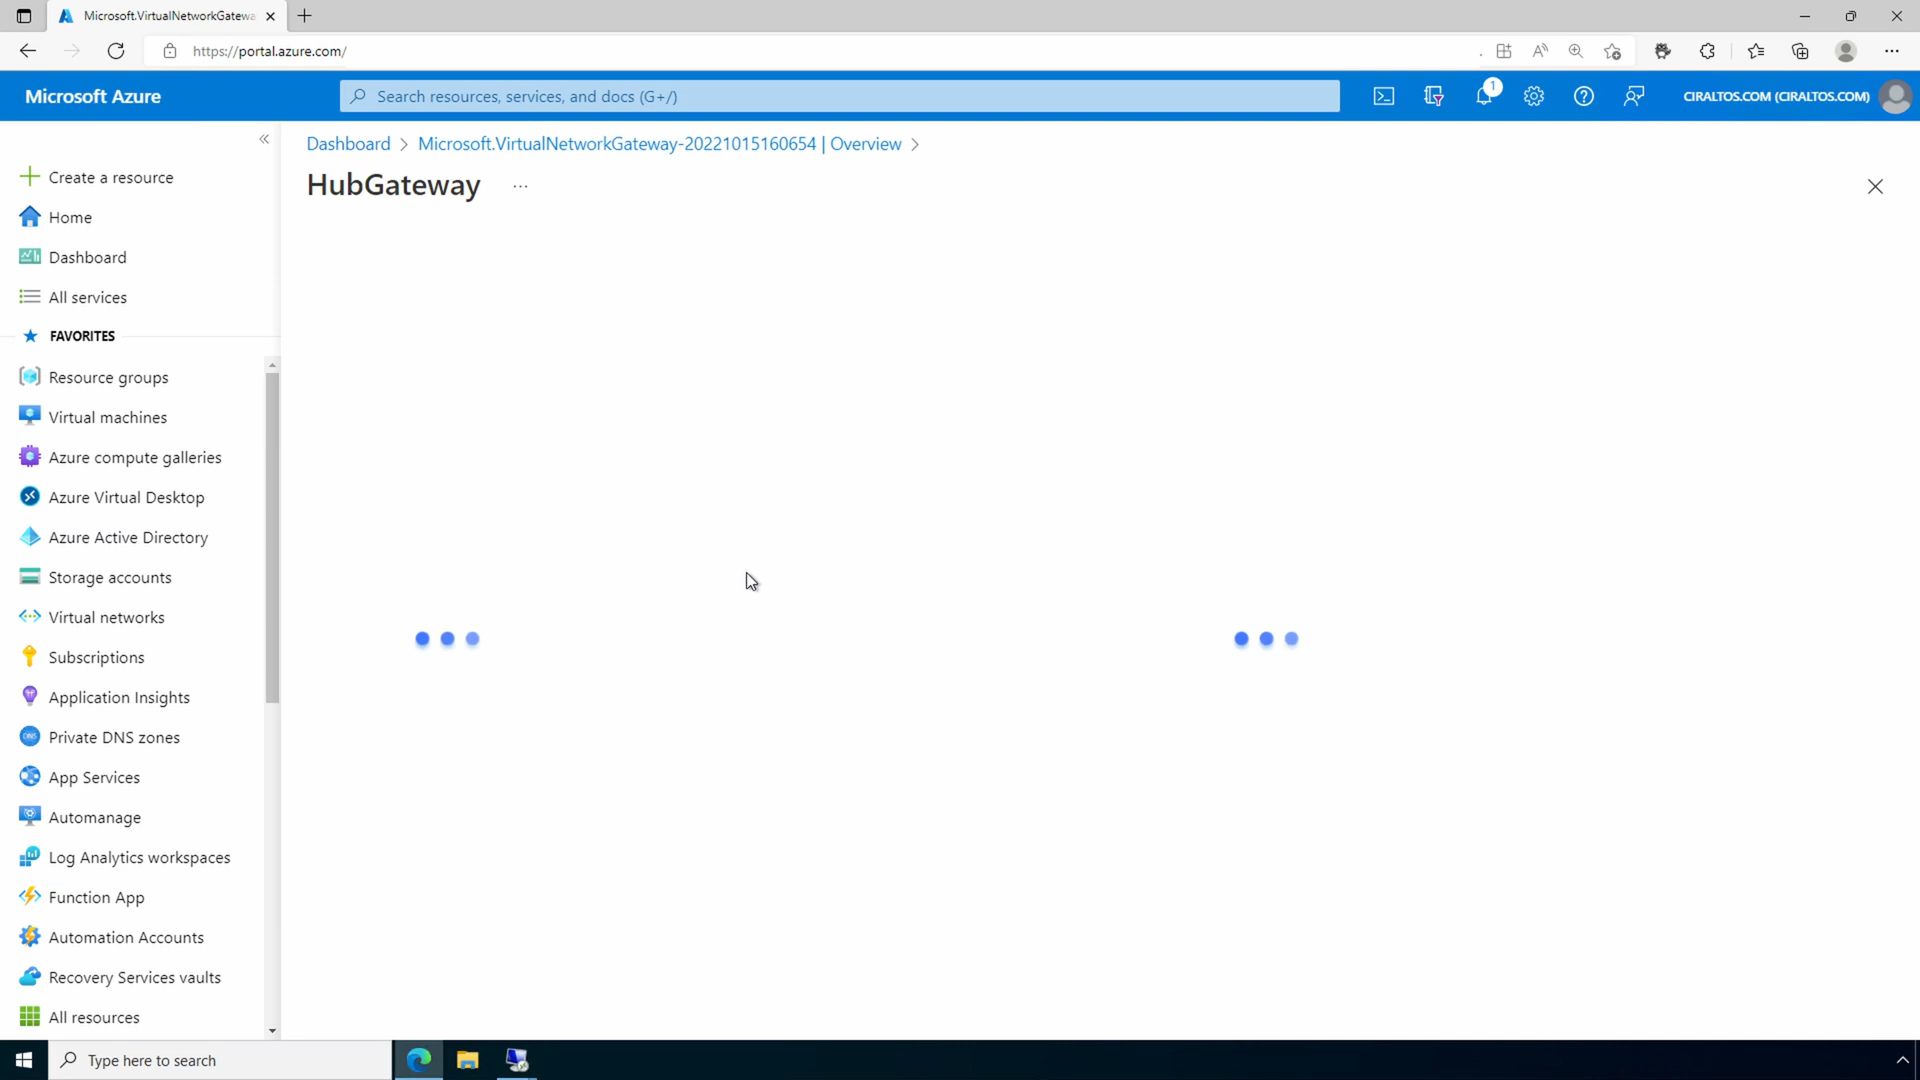 Microsoft.VirtualNetworkGatewa
https://portal.azure.com/
Microsoft Azure
Search resources, services, and docs (G+/)
1
CIRALTOS.COM (CIRALTOS.COM)
Dashboard > Microsoft.VirtualNetworkGateway-20221015160654 | Overview >
HubGateway ...
Create a resource
Home
Dashboard
All services
FAVORITES
Resource groups
Virtual machines
Azure compute galleries
Azure Virtual Desktop
Azure Active Directory
Storage accounts
Virtual networks
Subscriptions
Application Insights
Private DNS zones
App Services
Automanage
Log Analytics workspaces
Function App
Automation Accounts
Recovery Services vaults
All resources
Type here to search